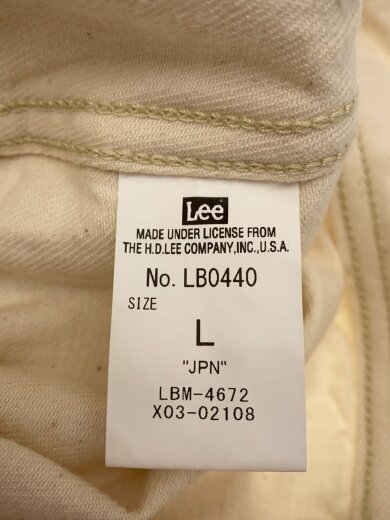 Lee
MADE UNDER LICENSE FROM
THE H.D.LEE COMPANY,INC.,U.S.A.
No. LB0440
SIZE
L
"JPN"
LBM-4672
X03-02108